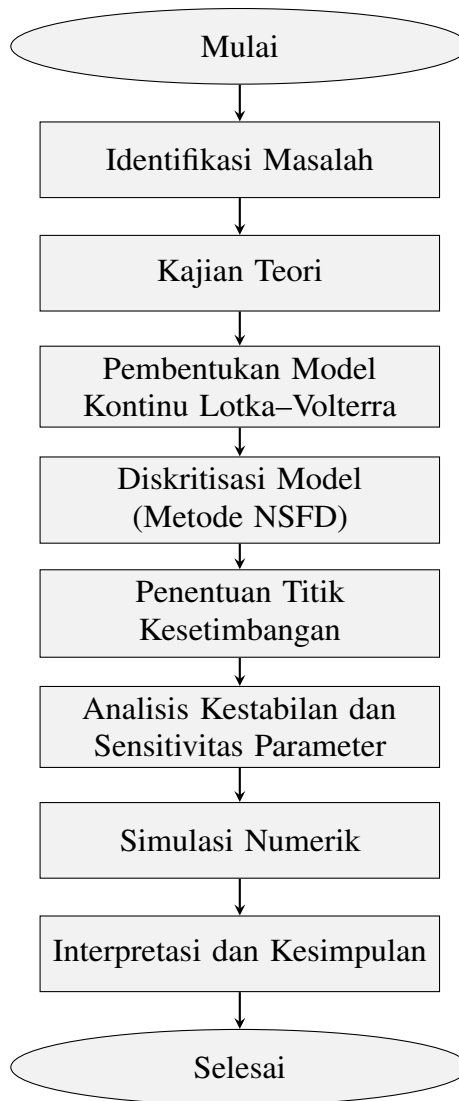 Mulai
Identifikasi Masalah
Kajian Teori
Pembentukan Model
Kontinu Lotka–Volterra
Diskritisasi Model
(Metode NSFD)
Penentuan Titik
Kesetimbangan
Analisis Kestabilan dan
Sensitivitas Parameter
Simulasi Numerik
Interpretasi dan Kesimpulan
Selesai